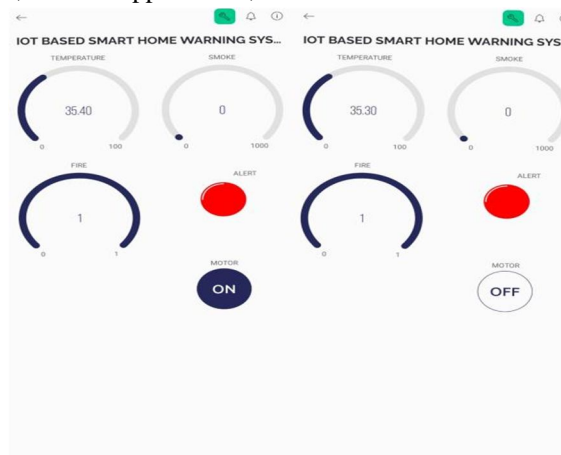 IOT BASED SMART HOME WARNING SYS...
TEMPERATURE
SMOKE
35.40
0
0
100
0
1000
FIRE
ALERT
1
0
1
MOTOR
ON
IOT BASED SMART HOME WARNING SYS
TEMPERATURE
SMOKE
35.30
0
0
100
0
1000
FIRE
ALERT
1
0
1
MOTOR
OFF